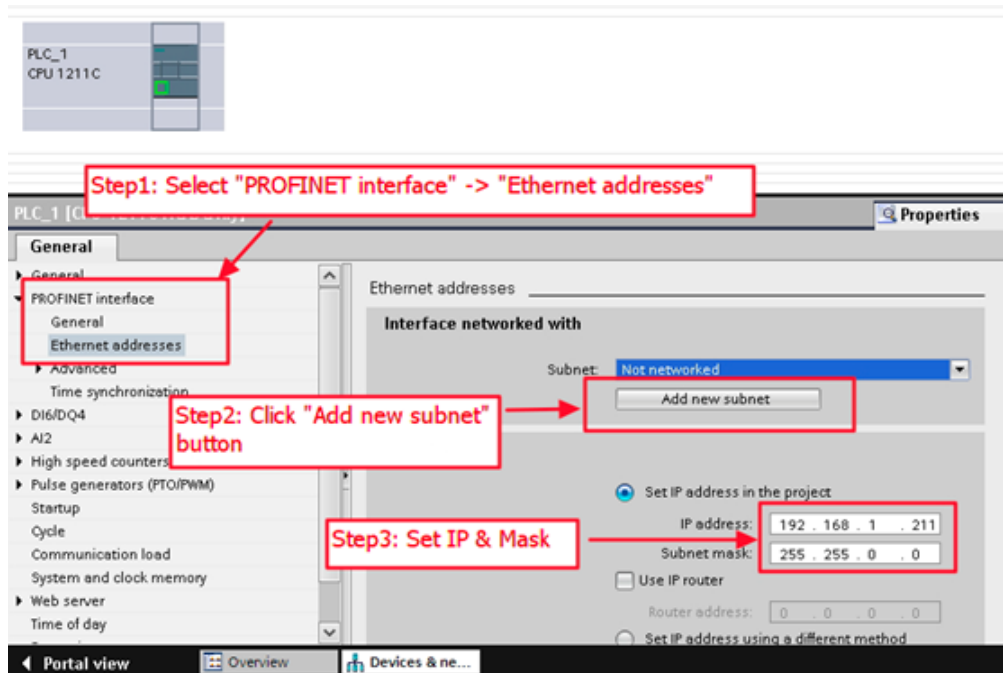 PLC_1
CPU 1211C
Step1: Select "PROFINET interface" -> "Ethernet addresses"
PLC_1
Properties
General
General
PROFINET interface
General
Ethernet addresses
Advanced
Time synchronization
DI6/DQ4
AI2
High speed counters
Pulse generators (PTO/PWM)
Startup
Cycle
Communication load
System and clock memory
Web server
Time of day
Ethernet addresses
Interface networked with
Subnet: Not networked
Add new subnet
Step2: Click "Add new subnet"
button
Set IP address in the project
Step3: Set IP & Mask
IP address: 192 . 168 . 1 . 211
Subnet mask: 255 . 255 . 0 . 0
Use IP router
Router address: 0 . 0 . 0 . 0
Set IP address using a different method
Portal view
Overview
Devices & ne...